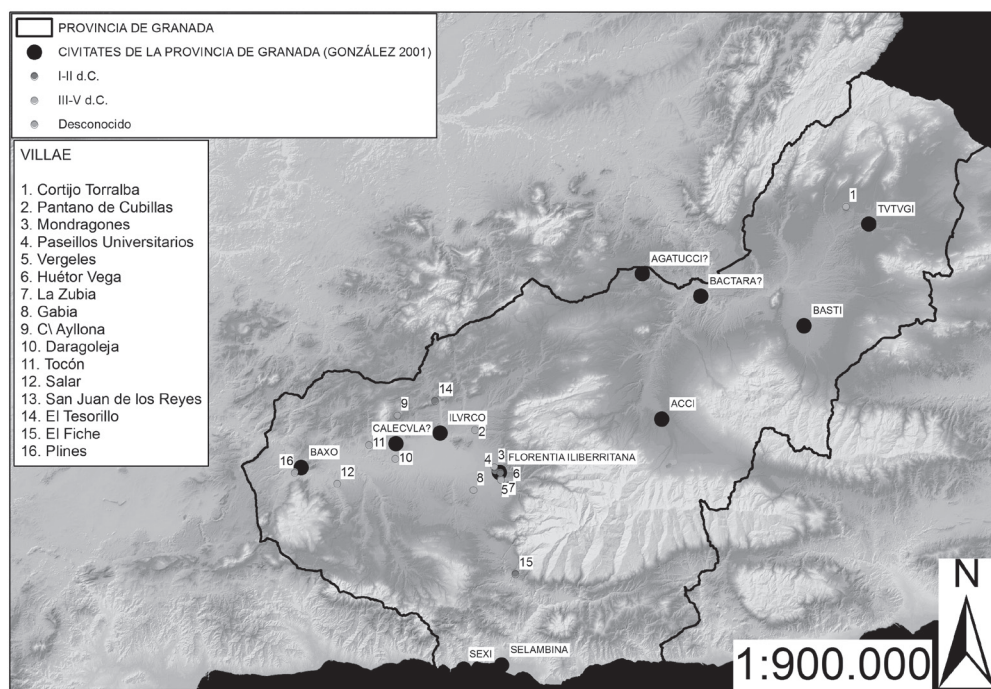 PROVINCIA DE GRANADA
CIVITATES DE LA PROVINCIA DE GRANADA (GONZÁLEZ 2001)
I-II d.C.
III-V d.C.
Desconocido
VILLAE
1. Cortijo Torralba
2. Pantano de Cubillas
3. Mondragones
4. Paseillos Universitarios
5. Vergeles
6. Huétor Vega
7. La Zubia
8. Gabia
9. C\ Ayllona
10. Daragoleja
11. Tocón
12. Salar
13. San Juan de los Reyes
14. El Tesorillo
15. El Fiche
16. Plines
1
TVTVGI
AGATUCCI?
BACTARA?
BASTI
14
9
ILVRCO
2
ACCI
CALECVLA?
11
10
BAXO
16
12
3
4
FLORENTIA ILIBERRITANA
6
8
5
7
15
SEXI
SELAMBINA
N
1:900.000